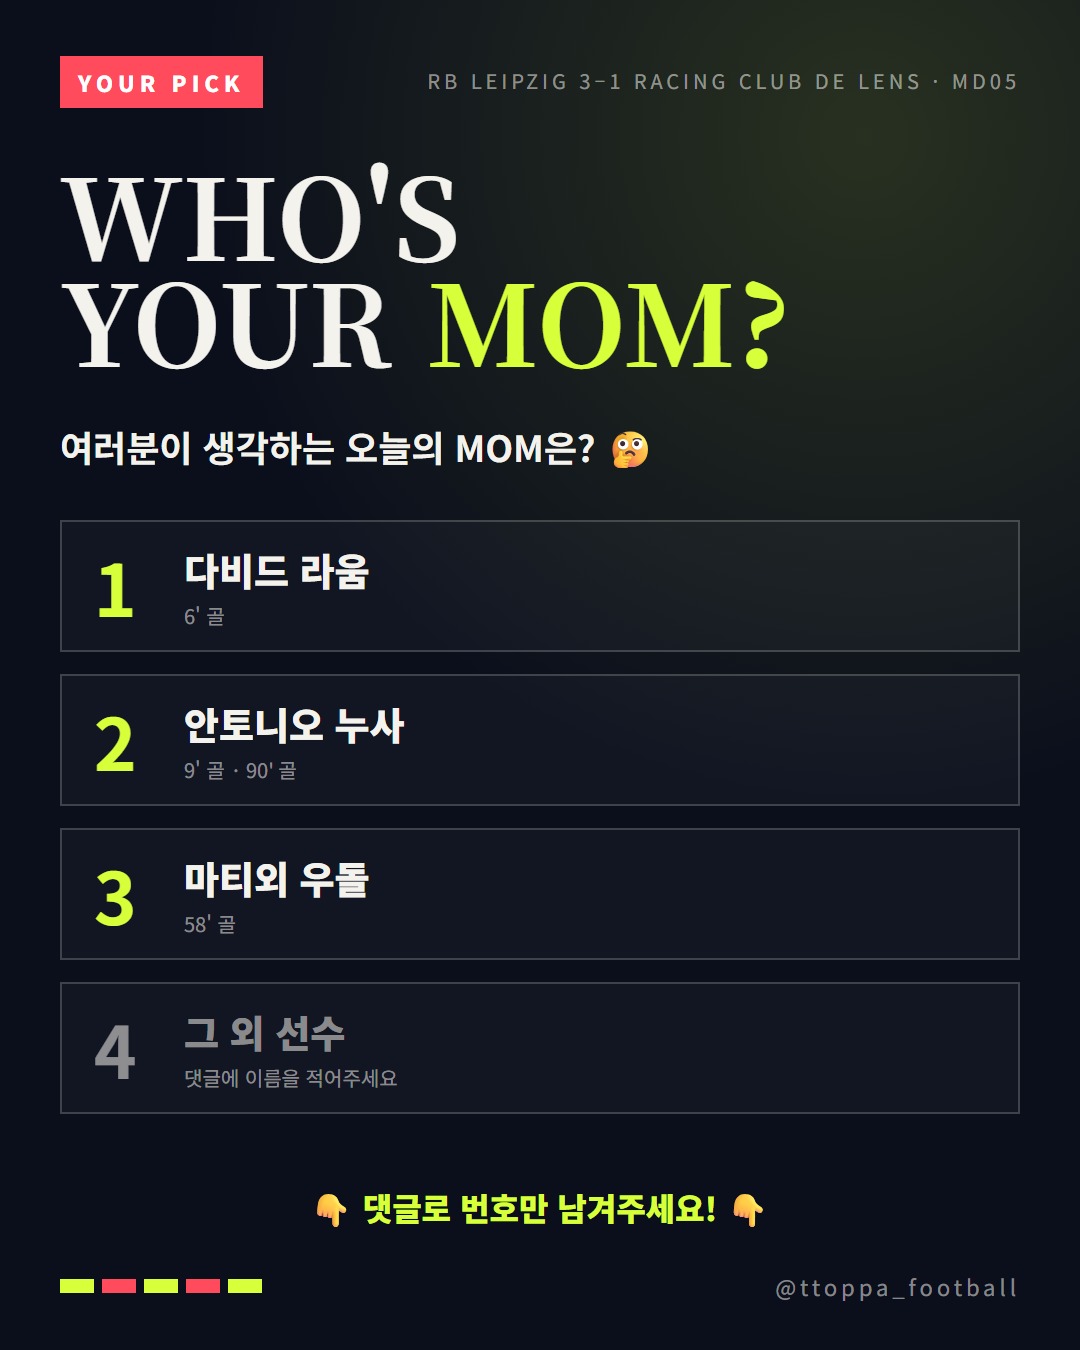 YOUR PICK
RB LEIPZIG 3–1 RACING CLUB DE LENS · MD05
WHO'S
YOUR MOM?
여러분이 생각하는 오늘의 MOM은? 🤔
1
다비드 라움
6' 골
2
안토니오 누사
9' 골 · 90' 골
3
마티외 우돌
58' 골
4
그 외 선수
댓글에 이름을 적어주세요
👇 댓글로 번호만 남겨주세요! 👇
@ttoppa_football